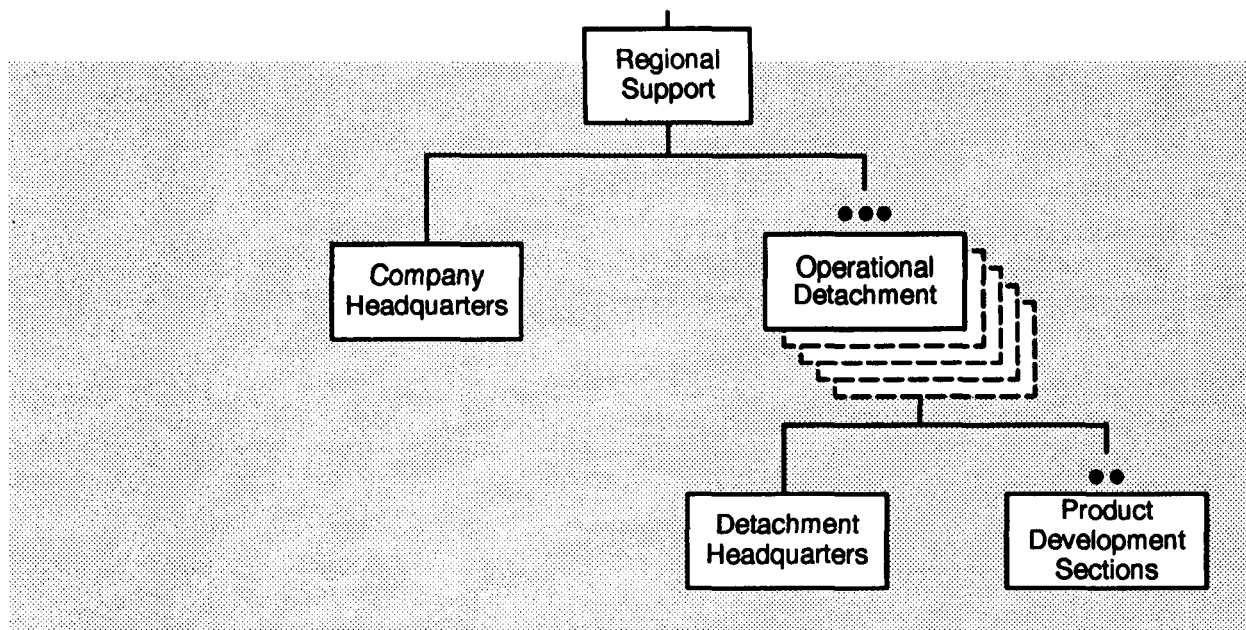 Regional
Support
Company
Headquarters
Operational
Detachment
Detachment
Headquarters
Product
Development
Sections